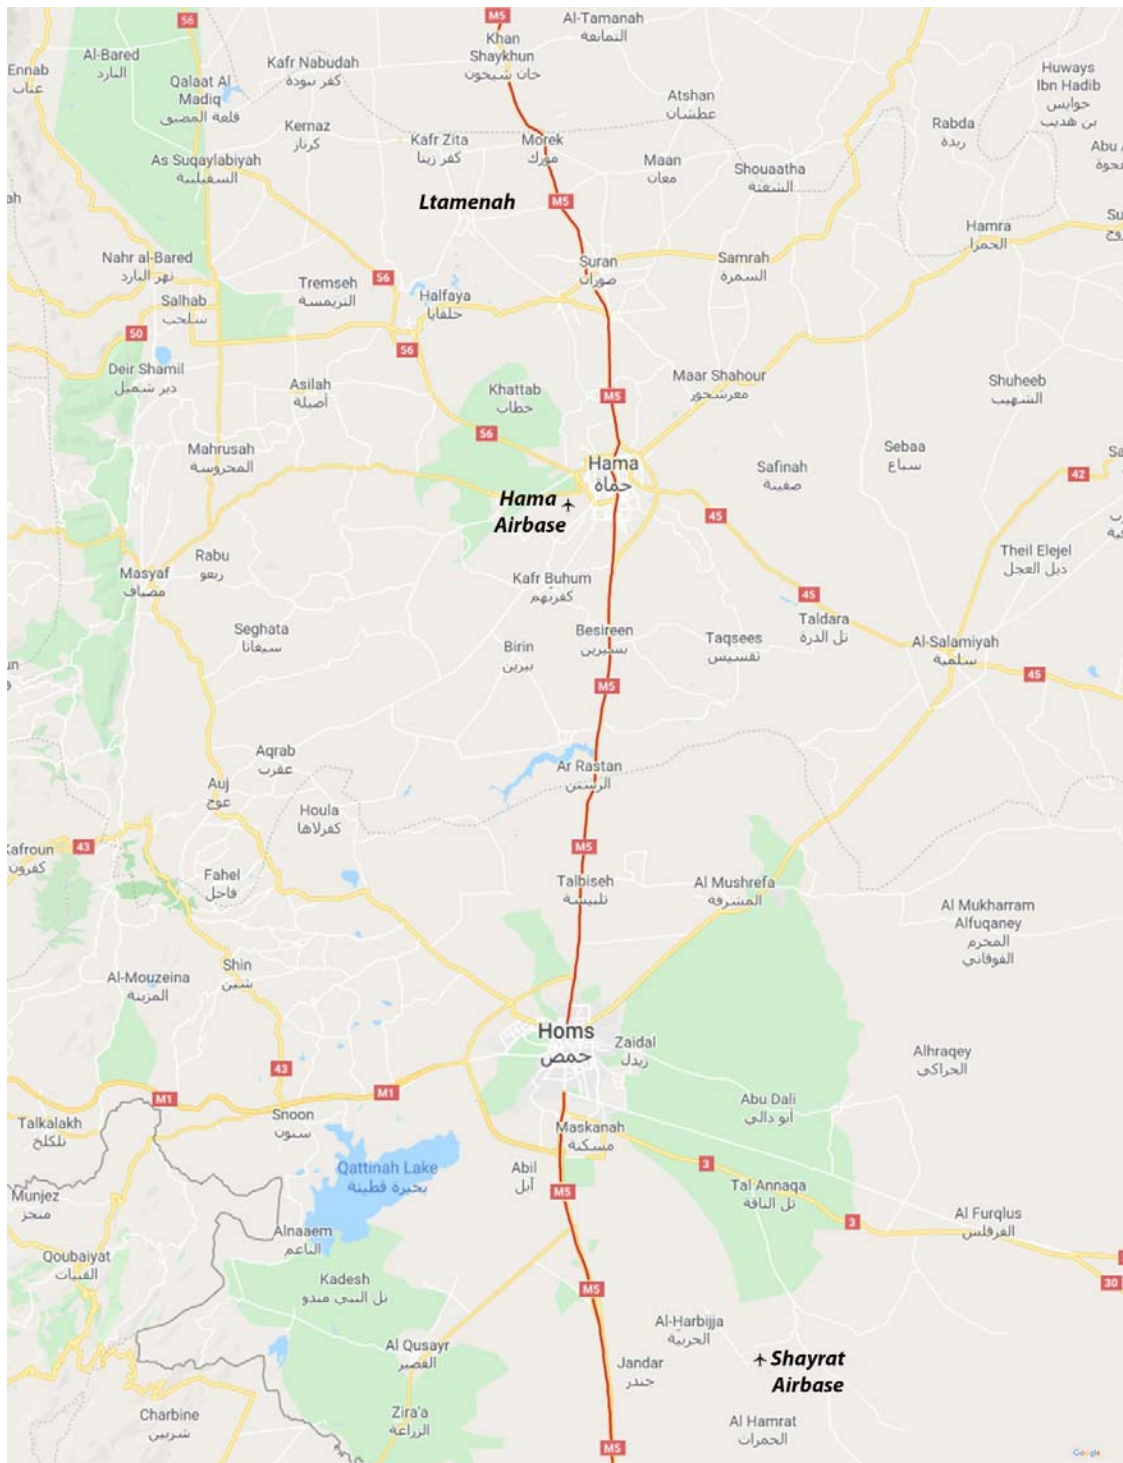 M5
56
Al-Tamanah
التمانعة
Khan
Shaykhun
خان شيخون
Al-Bared
البارد
Ennab
عناب
Kafr Nabudah
كفر نبودة
Qalaat Al
Madiq
قلعة المضيق
Huways
Ibn Hadib
حوايس
بن هديب
Atshan
عطشان
Rabda
ربدة
Kernaz
كرناز
Kafr Zita
كفر زيتا
Morek
مورك
Abu
As Suqaylabiyah
السقيلبية
Maan
معان
Shouaatha
الشعثة
ah
Ltamenah
M5
Hamra
الحمرا
Su
Nahr al-Bared
نهر البارد
Suran
صوران
Samrah
السمرة
56
Tremseh
التريمسة
Salhab
سلحب
Halfaya
حلفايا
50
56
Deir Shamil
دير شميل
Asilah
أصيلة
Khattab
خطاب
Maar Shahour
معرشحور
Shuheeb
الشهيب
M5
56
Mahrusah
المحروسة
Hama
حماة
Sebaa
سباع
Safinah
صفينة
Sa
42
Hama
Airbase
45
Theil Elejel
ذيل العجل
Rabu
ربعو
Masyaf
مصياف
Kafr Buhum
كفربهم
45
Taldara
تل الدرة
Seghata
سيغاتا
Besireen
بسيرين
Birin
بيرين
Taqsees
تقسيس
Al-Salamiyah
سلمية
un
45
M5
Aqrab
عقرب
Ar Rastan
الرستن
Auj
عوج
Houla
كفرلاها
43
M5
Kafroun
كفرون
Fahel
فاحل
Talbiseh
تلبيسة
Al Mushrefa
المشرفة
Al Mukharram
Alfuqaney
المخرم
الفوقاني
Al-Mouzeina
المزينة
Shin
شين
Homs
حمص
Zaidal
زيدل
Alhraqey
الحراكي
43
M1
M1
Abu Dali
أبو دالي
Talkalakh
تلكلخ
Snoon
سنون
Maskanah
مسكنة
3
Qattinah Lake
بحيرة قطينة
Abil
آبل
M5
Tal Annaqa
تل الناقة
Munjez
منجز
3
Al Furqlus
الفرقلس
Alnaaem
الناعم
Qoubaiyat
القبيات
Kadesh
تل النبي مندو
M5
30
Al-Harbijja
الحربية
Al Qusayr
القصير
Jandar
جندر
Shayrat
Airbase
Charbine
شربين
Zira'a
الزراعة
Al Hamrat
الحمرات
M5
Google